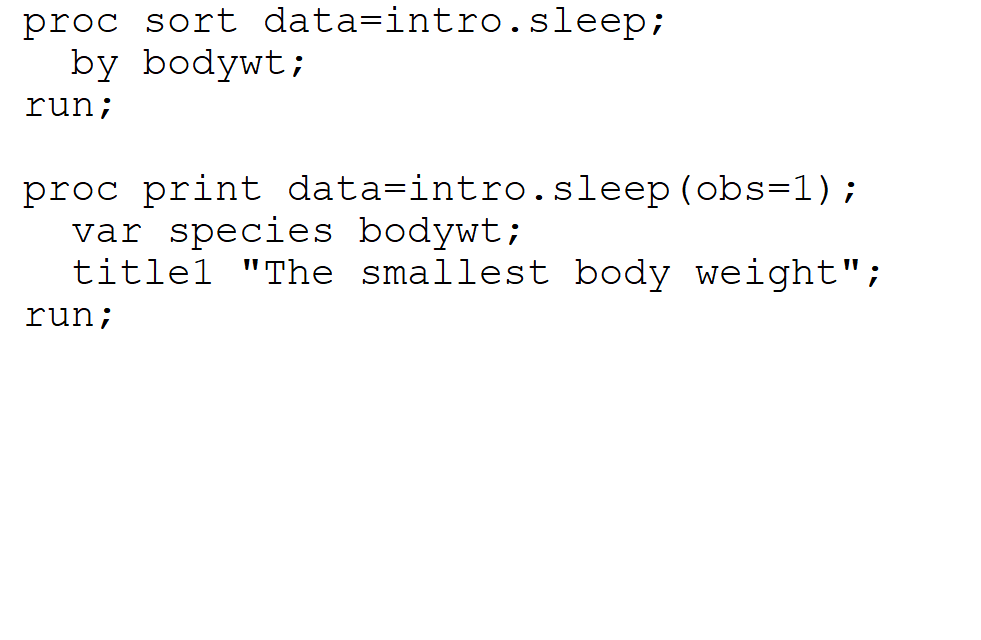 proc sort data=intro.sleep;
  by bodywt;
run;

proc print data=intro.sleep(obs=1);
  var species bodywt;
  title1 "The smallest body weight";
run;